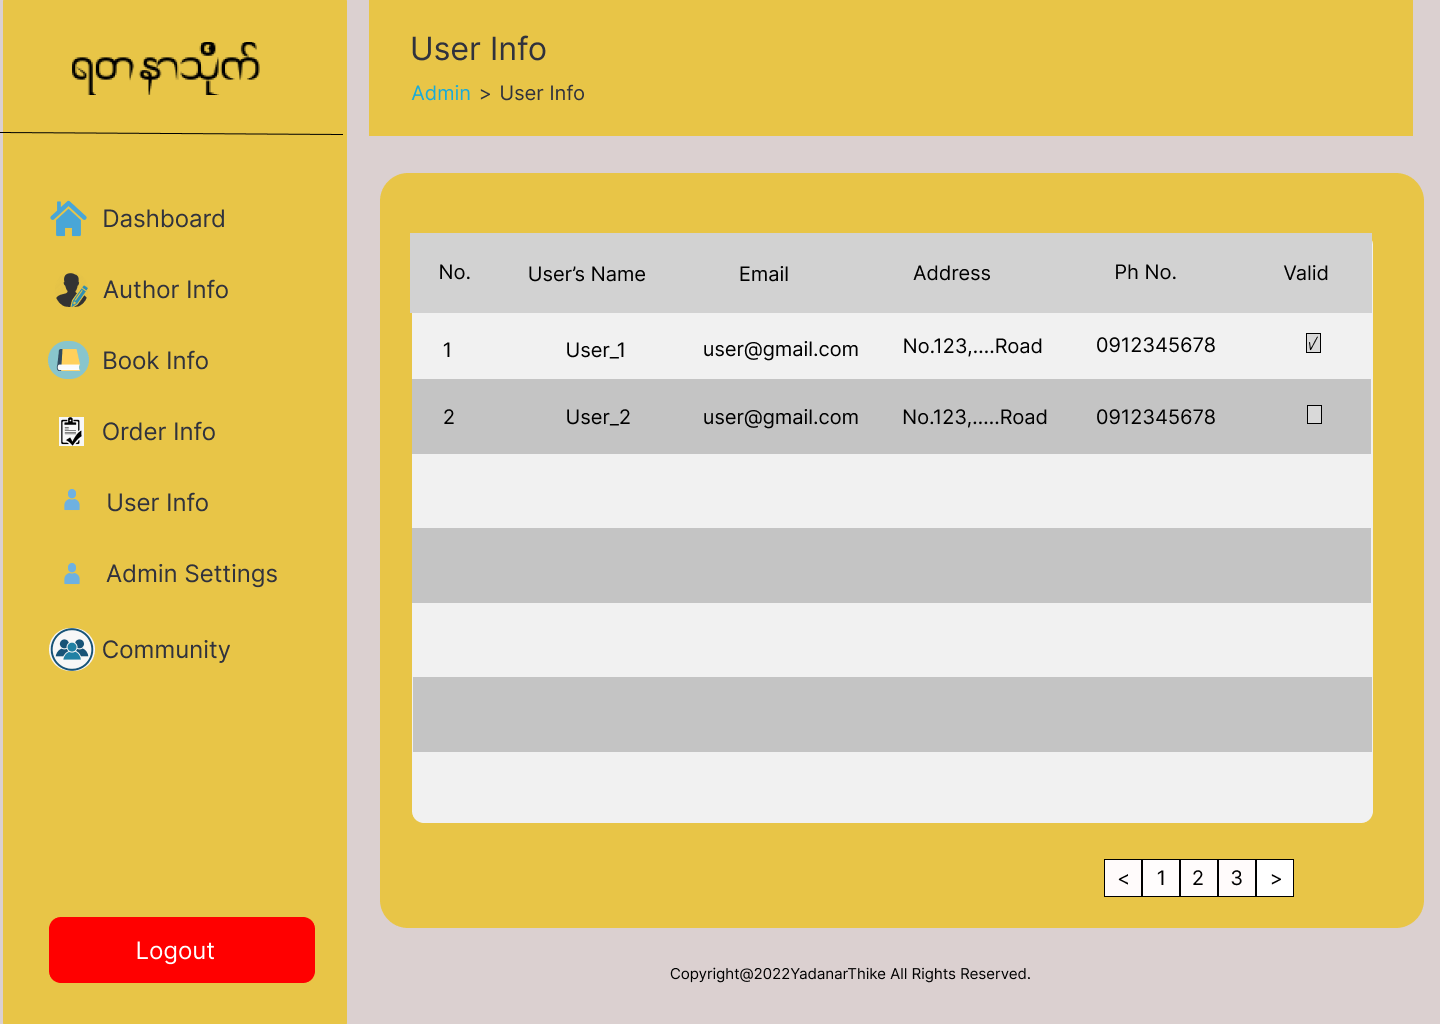 ရတနာသိုက်
Dashboard
Author Info
Book Info
Order Info
User Info
Admin Settings
Community
Logout
User Info
Admin > User Info
No. User’s Name Email Address Ph No. Valid
1 User_1 user@gmail.com No.123,....Road 0912345678
2 User_2 user@gmail.com No.123,.....Road 0912345678
< 1 2 3 >
Copyright@2022YadanarThike All Rights Reserved.